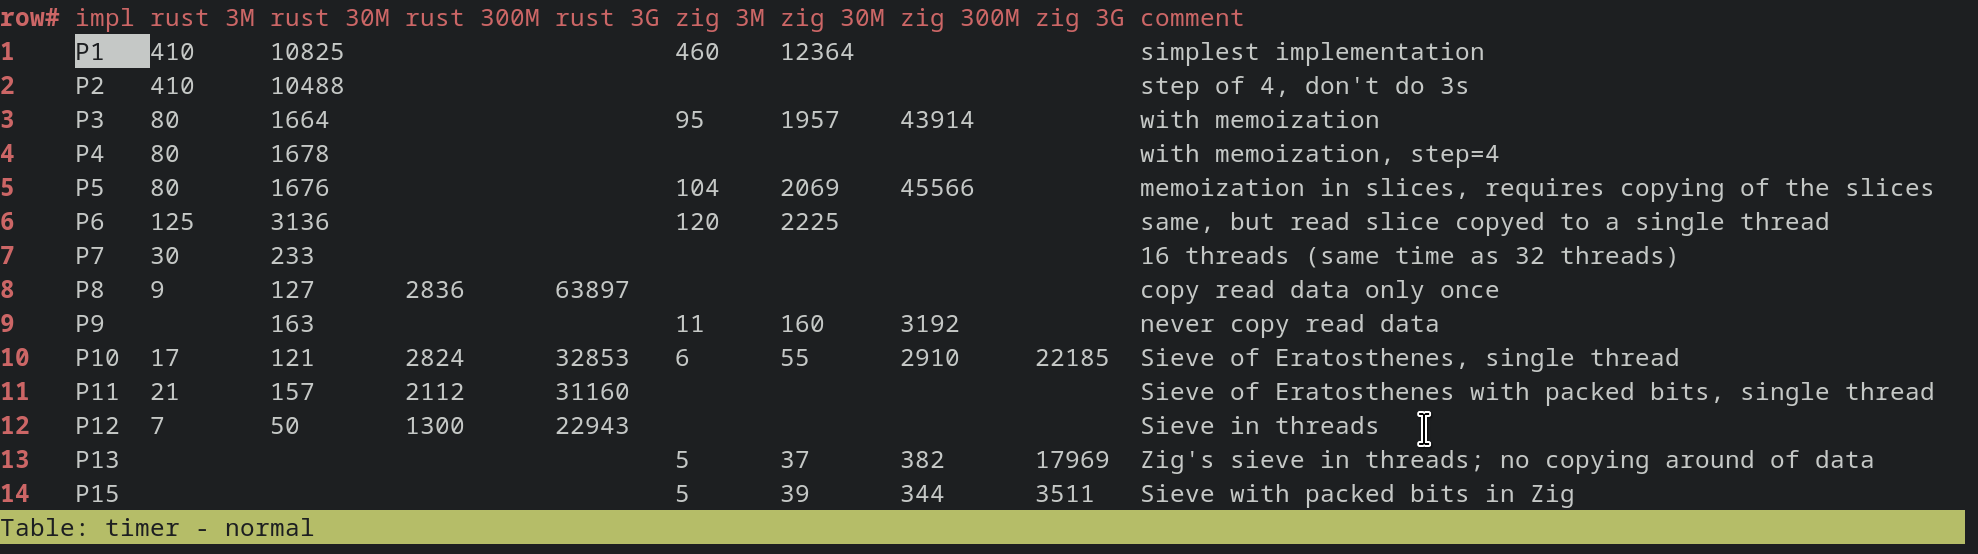 row# impl rust 3M rust 30M rust 300M rust 3G zig 3M zig 30M zig 300M zig 3G comment
1 P1 410 10825 460 12364 simplest implementation
2 P2 410 10488 step of 4, don't do 3s
3 P3 80 1664 95 1957 43914 with memoization
4 P4 80 1678 with memoization, step=4
5 P5 80 1676 104 2069 45566 memoization in slices, requires copying of the slices
6 P6 125 3136 120 2225 same, but read slice copyed to a single thread
7 P7 30 233 16 threads (same time as 32 threads)
8 P8 9 127 2836 63897 copy read data only once
9 P9 163 11 160 3192 never copy read data
10 P10 17 121 2824 32853 6 55 2910 22185 Sieve of Eratosthenes, single thread
11 P11 21 157 2112 31160 Sieve of Eratosthenes with packed bits, single thread
12 P12 7 50 1300 22943 Sieve in threads
13 P13 5 37 382 17969 Zig's sieve in threads; no copying around of data
14 P15 5 39 344 3511 Sieve with packed bits in Zig
Table: timer - normal